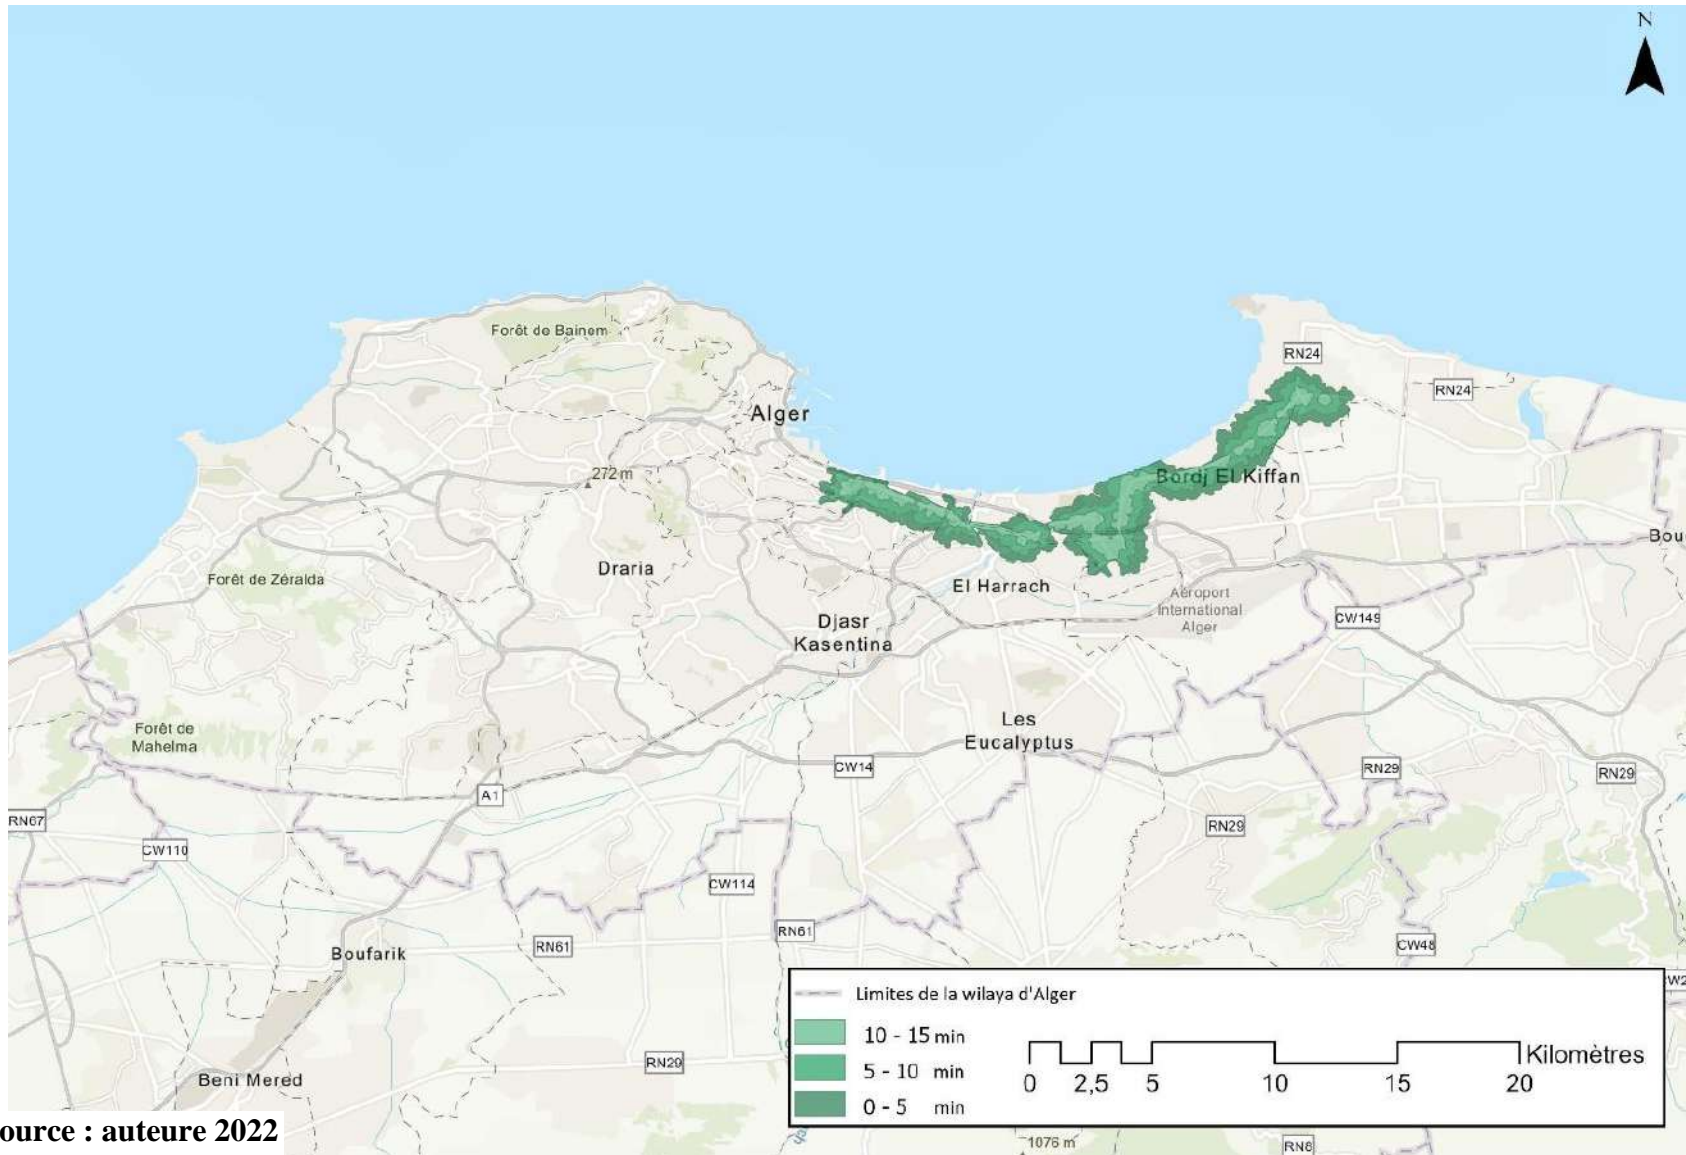 N
Forêt de Bainem
RN24
RN24
Alger
272 m
Bordj El Kiffan
Draria
Forêt de Zéralda
El Harrach
Aéroport
International
Alger
Djasr
Kasentina
CW149
Forêt de
Mahelma
Les
Eucalyptus
CW14
RN29
RN29
A1
RN67
RN29
CW110
CW114
RN61
RN61
CW48
Boufarik
Limites de la wilaya d'Alger
10 - 15 min
5 - 10 min
0 - 5 min
Kilomètres
0 2,5 5 10 15 20
RN29
Beni Mered
ource : auteure 2022
1076 m
RN8